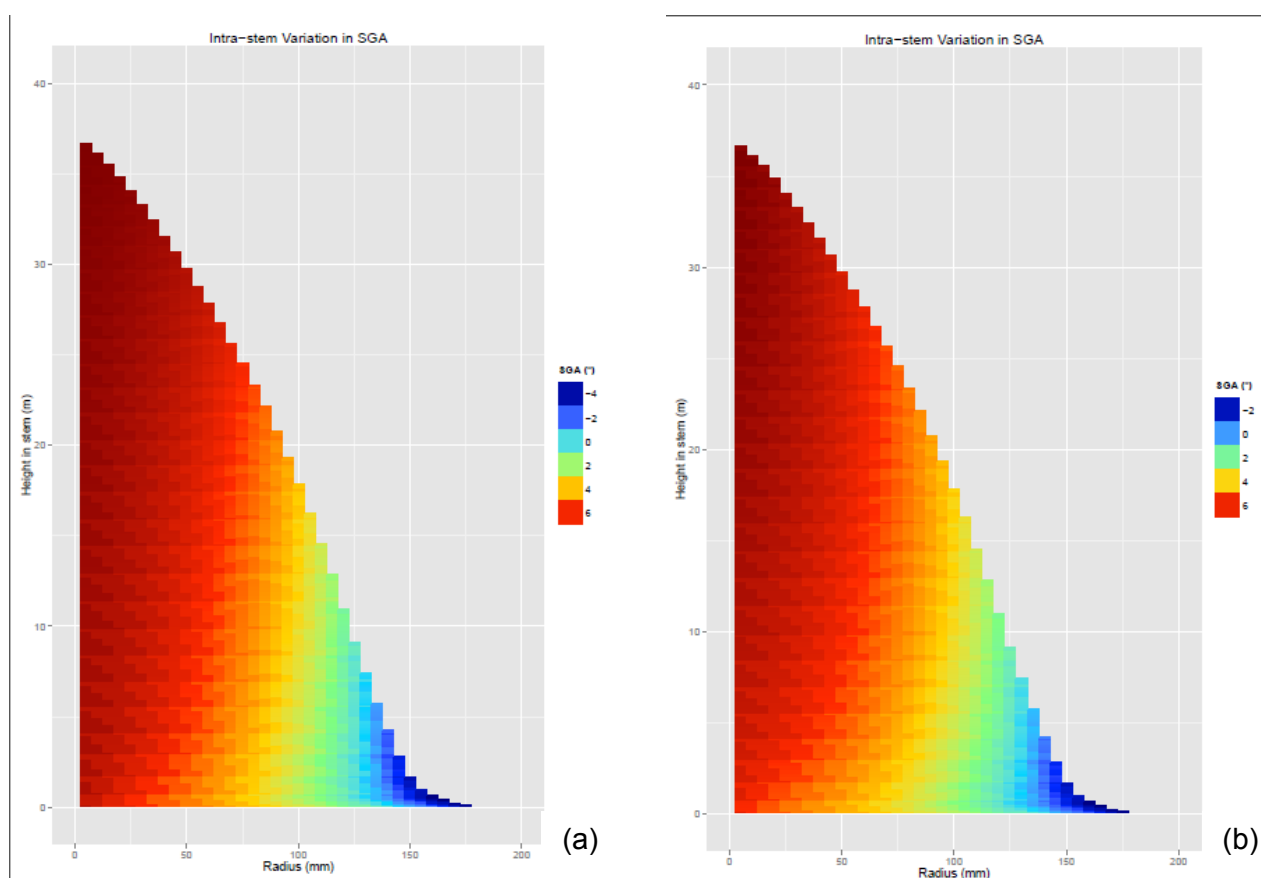 Intra-stem Variation in SGA
40
30
20
10
0
Height in stem (m)
0 50 100 150 200
Radius (mm)
SGA (°)
-4
-2
0
2
4
6
(a)
Intra-stem Variation in SGA
40
30
20
10
0
Height in stem (m)
0 50 100 150 200
Radius (mm)
SGA (°)
-2
0
2
4
6
(b)